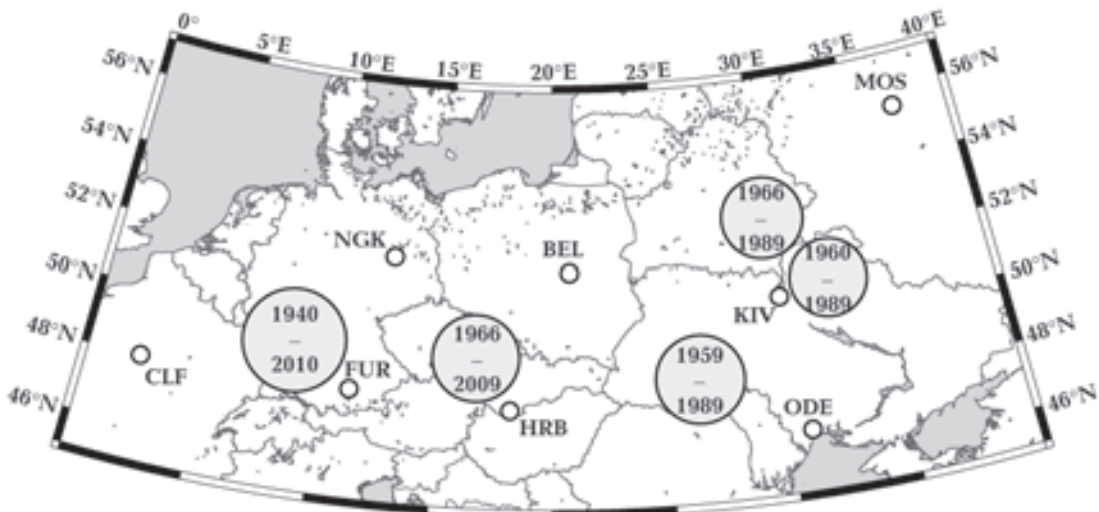 0°
5°E
10°E
15°E
20°E
25°E
30°E
35°E
40°E
56°N
54°N
52°N
50°N
48°N
46°N
56°N
54°N
52°N
50°N
48°N
46°N
MOS
NGK
BEL
KIV
CLF
FUR
HRB
ODE
1966
–
1989
1960
–
1989
1940
–
2010
1966
–
2009
1959
–
1989